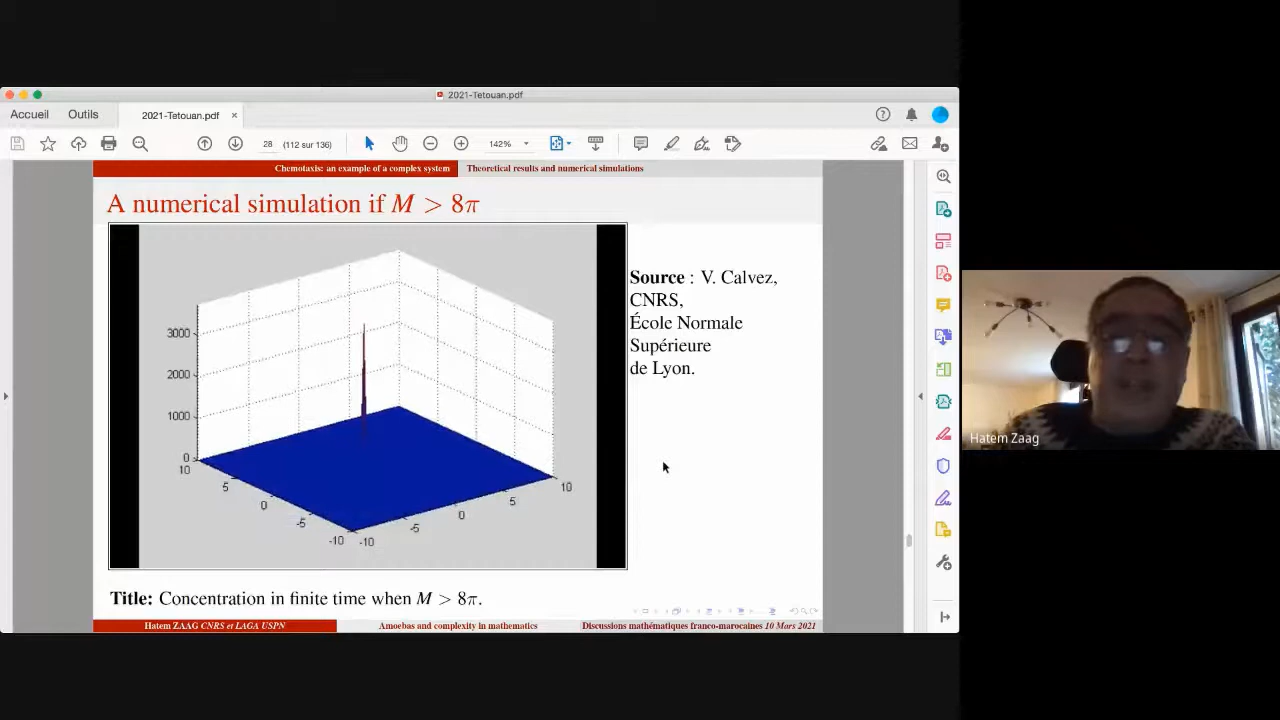 2021-Tetouan.pdf
Accueil Outils 2021-Tetouan.pdf ×
28 (112 sur 136) 142%
Chemotaxis: an example of a complex system Theoretical results and numerical simulations
A numerical simulation if M > 8π
3000
2000
1000
0
10
5
0
-5
-10
-10
-5
0
5
10
Source : V. Calvez,
CNRS,
École Normale
Supérieure
de Lyon.
Title: Concentration in finite time when M > 8π.
Hatem ZAAG CNRS et LAGA USPN Amoebas and complexity in mathematics Discussions mathématiques franco-marocaines 10 Mars 2021
Hatem Zaag